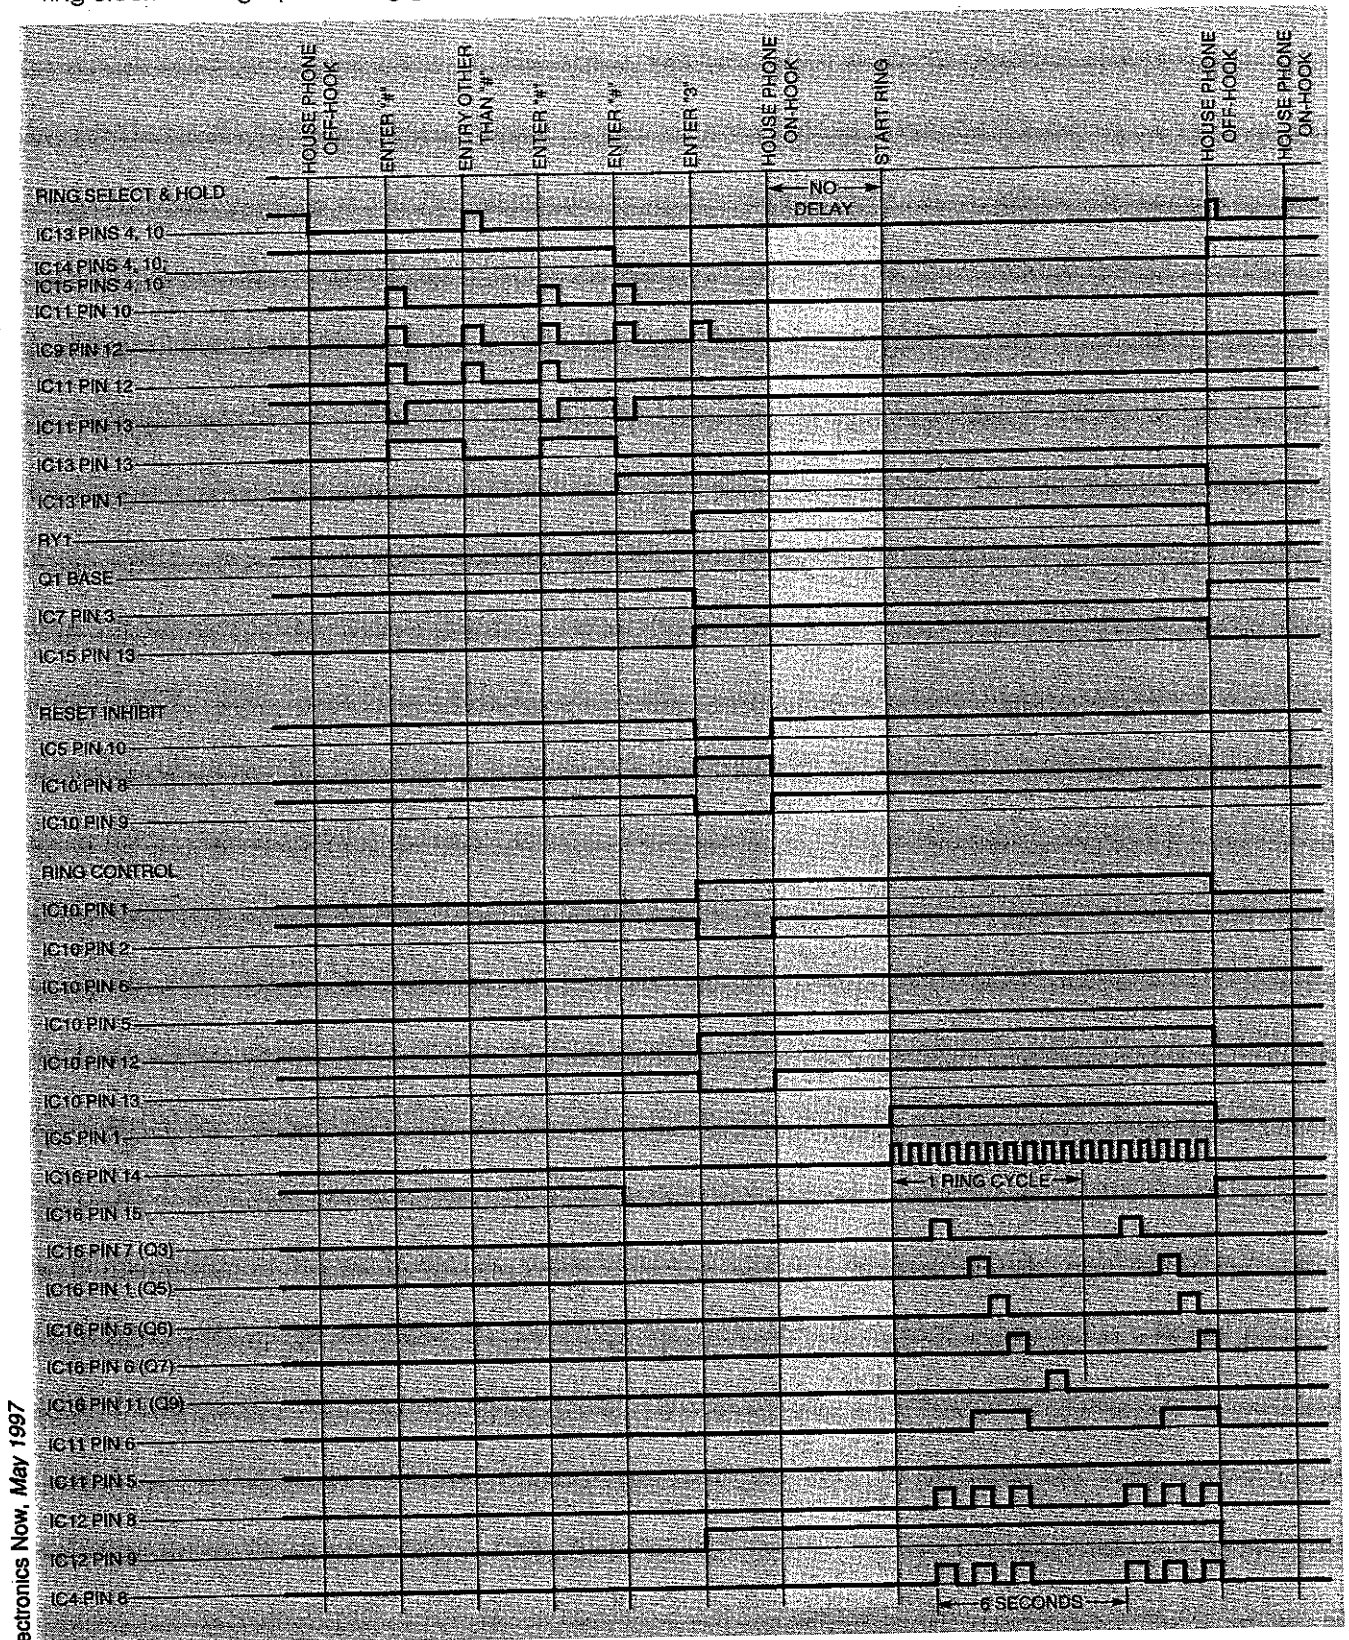 HOUSE PHONE
OFF-HOOK
ENTER "#"
ENTRY OTHER
THAN "#"
ENTER "#"
ENTER "#"
ENTER "3"
HOUSE PHONE
ON-HOOK
START RING
HOUSE PHONE
OFF-HOOK
HOUSE PHONE
ON-HOOK
RING SELECT & HOLD
NO
DELAY
IC13 PINS 4, 10
IC14 PINS 4, 10,
IC15 PINS 4, 10
IC11 PIN 10
IC9 PIN 12
IC11 PIN 12
IC11 PIN 13
IC13 PIN 13
IC13 PIN 1
RY1
Q1 BASE
IC7 PIN 3
IC15 PIN 13
RESET INHIBIT
IC5 PIN 10
IC10 PIN 8
IC10 PIN 9
RING CONTROL
IC10 PIN 1
IC10 PIN 2
IC10 PIN 6
IC10 PIN 5
IC10 PIN 12
IC10 PIN 13
IC5 PIN 1
IC16 PIN 14
1 RING CYCLE
IC16 PIN 15
IC16 PIN 7 (Q3)
IC16 PIN 1 (Q5)
IC16 PIN 5 (Q6)
IC16 PIN 6 (Q7)
IC16 PIN 11 (Q9)
IC11 PIN 6
IC11 PIN 5
IC12 PIN 8
IC12 PIN 9
IC4 PIN 8
6 SECONDS
ectronics Now, May 1997